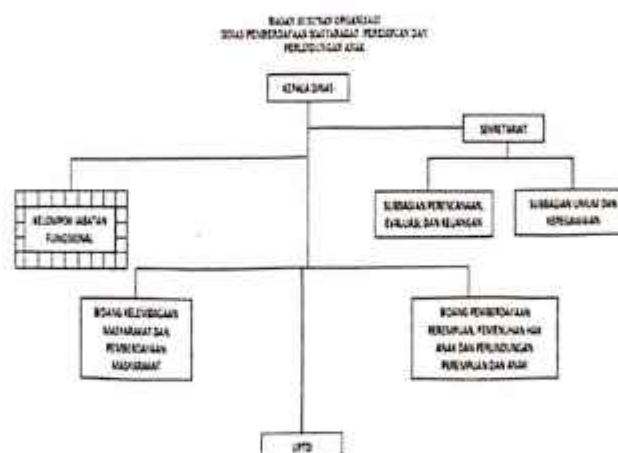 BAGAN SUSUNAN ORGANISASI
DINAS PEMBERDAYAAN MASYARAKAT, PEREMPUAN DAN
PERLINDUNGAN ANAK
KEPALA DINAS
SEKRETARIAT
KELOMPOK JABATAN
FUNGSIONAL
SUBBAGIAN PERENCANAAN,
EVALUASI, DAN KEUANGAN
SUBBAGIAN UMUM DAN
KEPEGAWAIAN
BIDANG KELEMBAGAAN
MASYARAKAT DAN
PEMBERDAYAAN
MASYARAKAT
BIDANG PEMBERDAYAAN
PEREMPUAN, PEMENUHAN HAK
ANAK DAN PERLINDUNGAN
PEREMPUAN DAN ANAK
UPTD